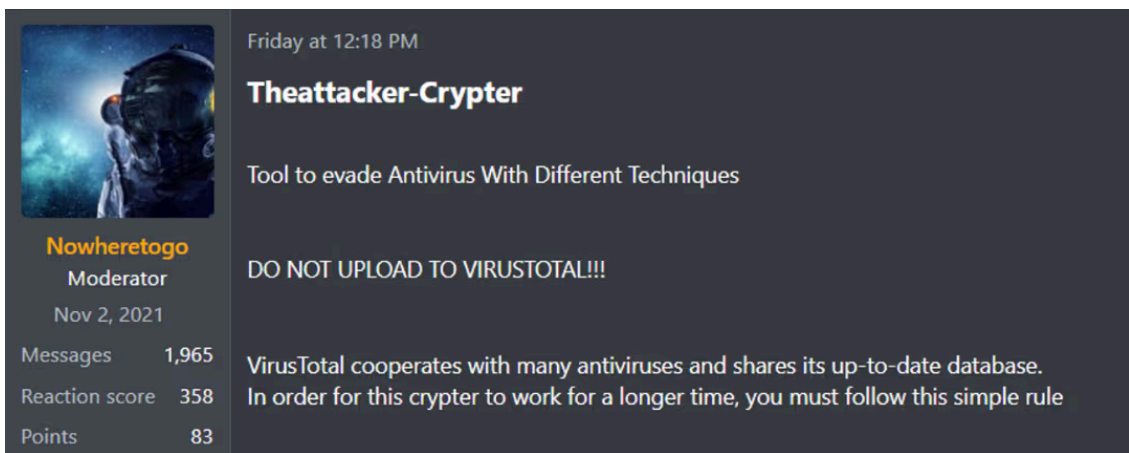 Friday at 12:18 PM
Theattacker-Crypter
Tool to evade Antivirus With Different Techniques
DO NOT UPLOAD TO VIRUSTOTAL!!!
VirusTotal cooperates with many antiviruses and shares its up-to-date database.
In order for this crypter to work for a longer time, you must follow this simple rule
Nowheretogo
Moderator
Nov 2, 2021
Messages 1,965
Reaction score 358
Points 83